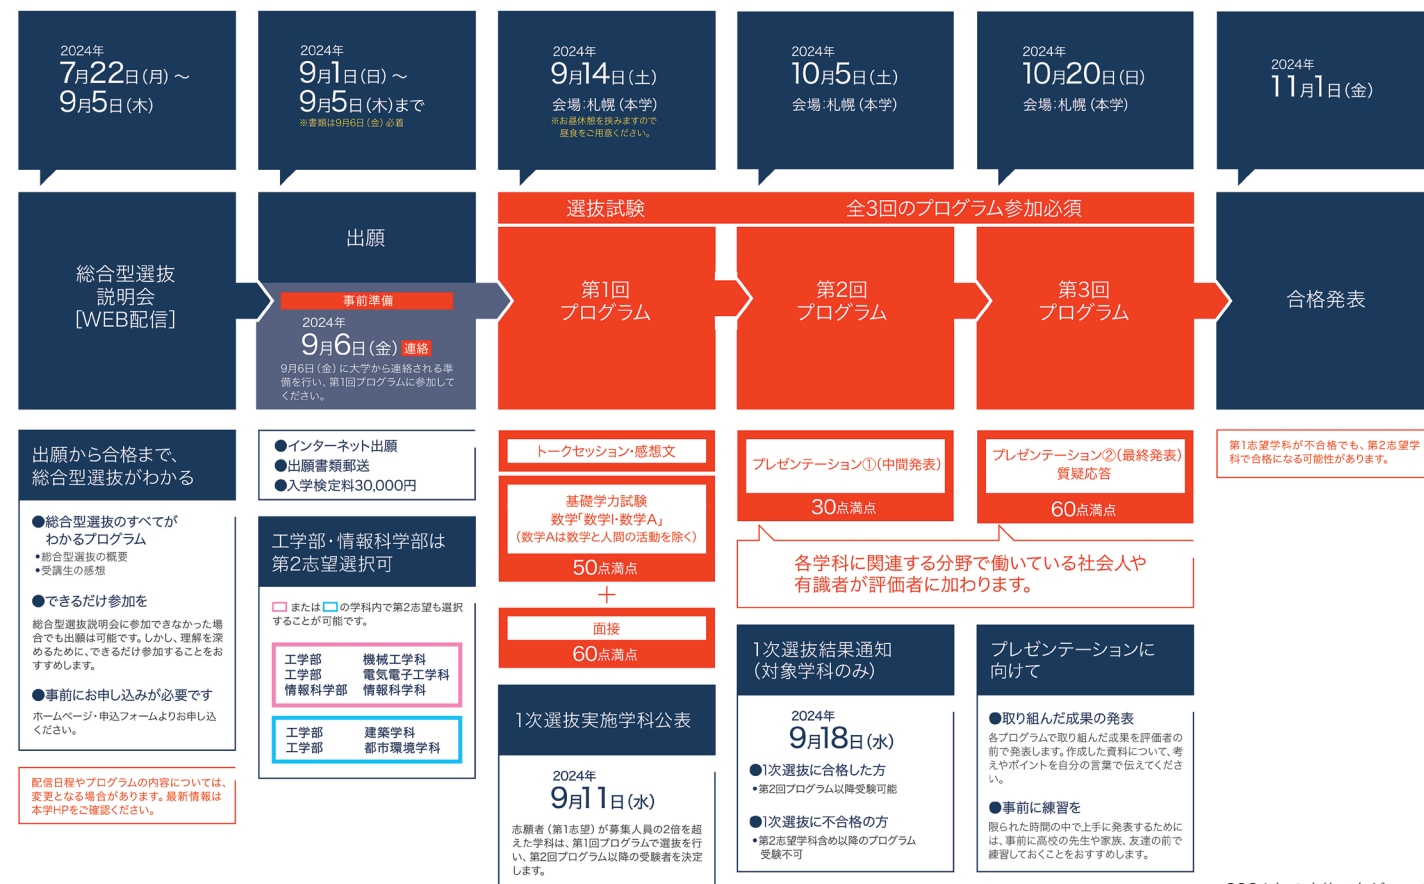 2024年
7月22日(月)～
9月5日(木)
2024年
9月1日(日)～
9月5日(木)まで
※書類は9月6日(金)必着
2024年
9月14日(土)
会場:札幌(本学)
※お昼休憩を挟みますので
昼食をご用意ください。
2024年
10月5日(土)
会場:札幌(本学)
2024年
10月20日(日)
会場:札幌(本学)
2024年
11月1日(金)
総合型選抜
説明会
[WEB配信]
出願
事前準備
2024年
9月6日(金)連絡
9月6日(金)に大学から連絡される準
備を行い、第1回プログラムに参加して
ください。
選抜試験
全3回のプログラム参加必須
第1回
プログラム
第2回
プログラム
第3回
プログラム
合格発表
出願から合格まで、
総合型選抜がわかる
●総合型選抜のすべてが
わかるプログラム
•総合型選抜の概要
•受講生の感想
●できるだけ参加を
総合型選抜説明会に参加できなかった場
合でも出願は可能です。しかし、理解を深
めるために、できるだけ参加することをお
すすめします。
●事前にお申し込みが必要です
ホームページ・申込フォームよりお申し込
ください。
配信日程やプログラムの内容については、
変更となる場合があります。最新情報は
本学HPをご確認ください。
●インターネット出願
●出願書類郵送
●入学検定料30,000円
工学部・情報科学部は
第2志望選択可
または の学科内で第2志望も選択
することが可能です。
工学部 機械工学科
工学部 電気電子工学科
情報科学部 情報科学科
工学部 建築学科
工学部 都市環境学科
トークセッション・感想文
基礎学力試験
数学「数学I・数学A」
(数学Aは数学と人間の活動を除く)
50点満点
＋
面接
60点満点
1次選抜実施学科公表
2024年
9月11日(水)
志願者(第1志望)が募集人員の2倍を超
えた学科は、第1回プログラムで選抜を行
い、第2回プログラム以降の受験者を決定
します。
プレゼンテーション①(中間発表)
30点満点
プレゼンテーション②(最終発表)
質疑応答
60点満点
各学科に関連する分野で働いている社会人や
有識者が評価者に加わります。
1次選抜結果通知
(対象学科のみ)
2024年
9月18日(水)
●1次選抜に合格した方
•第2回プログラム以降受験可能
●1次選抜に不合格の方
•第2志望学科含め以降のプログラム
受験不可
プレゼンテーションに
向けて
●取り組んだ成果の発表
各プログラムで取り組んだ成果を評価者の
前で発表します。作成した資料について、考
えやポイントを自分の言葉で伝えてくださ
い。
●事前に練習を
限られた時間の中で上手に発表するために
は、事前に高校の先生や家族、友達の前で
練習しておくことをおすすめします。
第1志望学科が不合格でも、第2志望学
科で合格になる可能性があります。